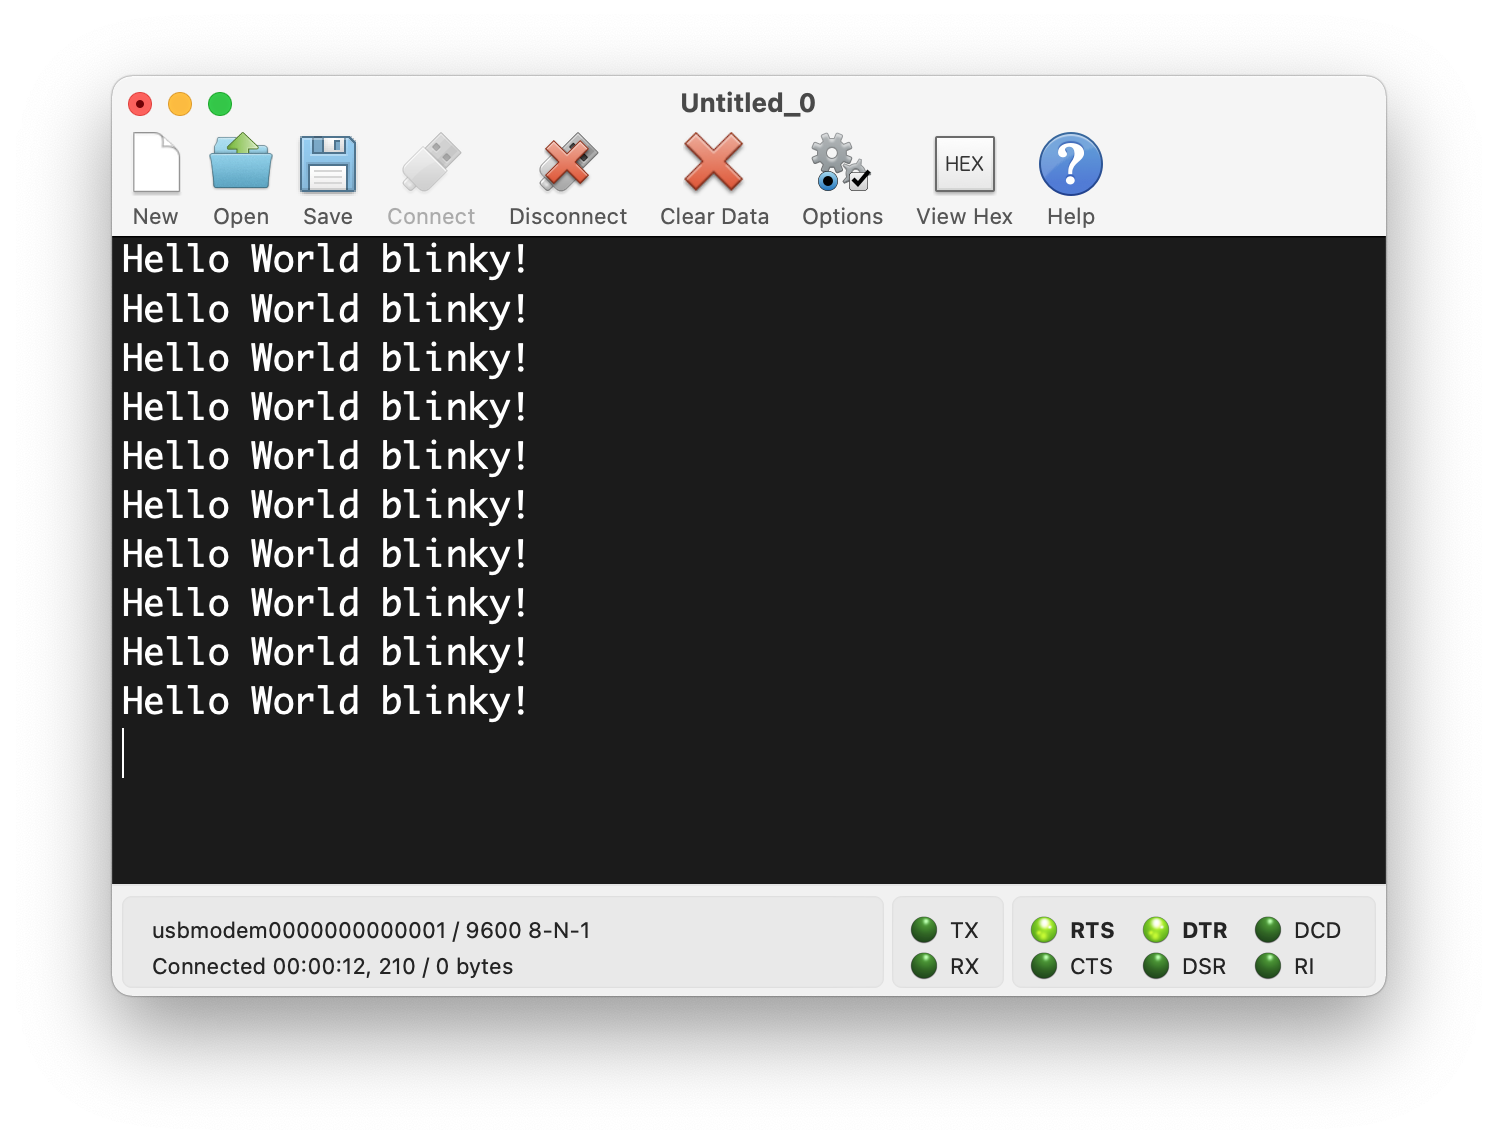 Untitled_0
New Open Save Connect Disconnect Clear Data Options HEX View Hex ? Help
Hello World blinky!
Hello World blinky!
Hello World blinky!
Hello World blinky!
Hello World blinky!
Hello World blinky!
Hello World blinky!
Hello World blinky!
Hello World blinky!
Hello World blinky!
usbmodem0000000000001 / 9600 8-N-1
Connected 00:00:12, 210 / 0 bytes
TX RTS DTR DCD
RX CTS DSR RI